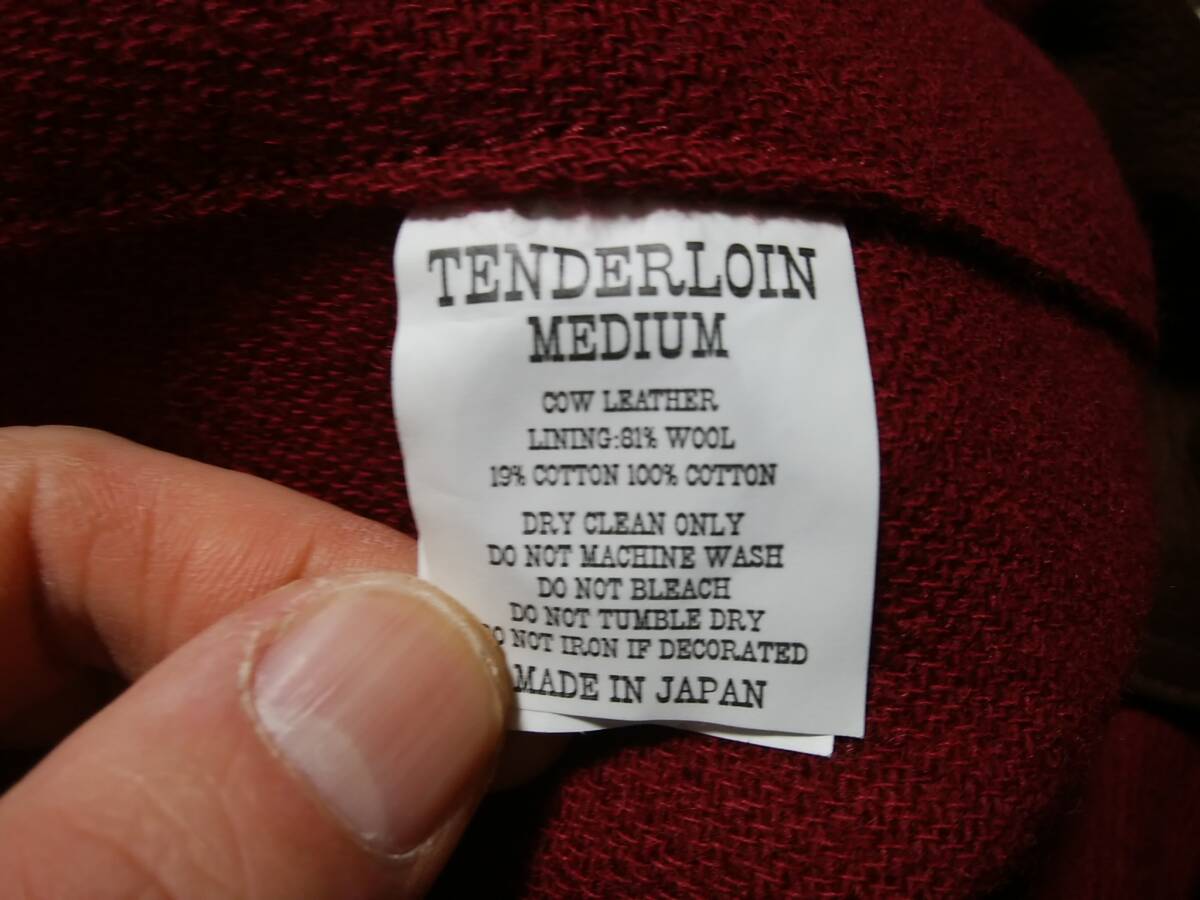 TENDERLOIN
MEDIUM
COW LEATHER
LINING:81% WOOL
19% COTTON 100% COTTON
DRY CLEAN ONLY
DO NOT MACHINE WASH
DO NOT BLEACH
DO NOT TUMBLE DRY
DO NOT IRON IF DECORATED
MADE IN JAPAN